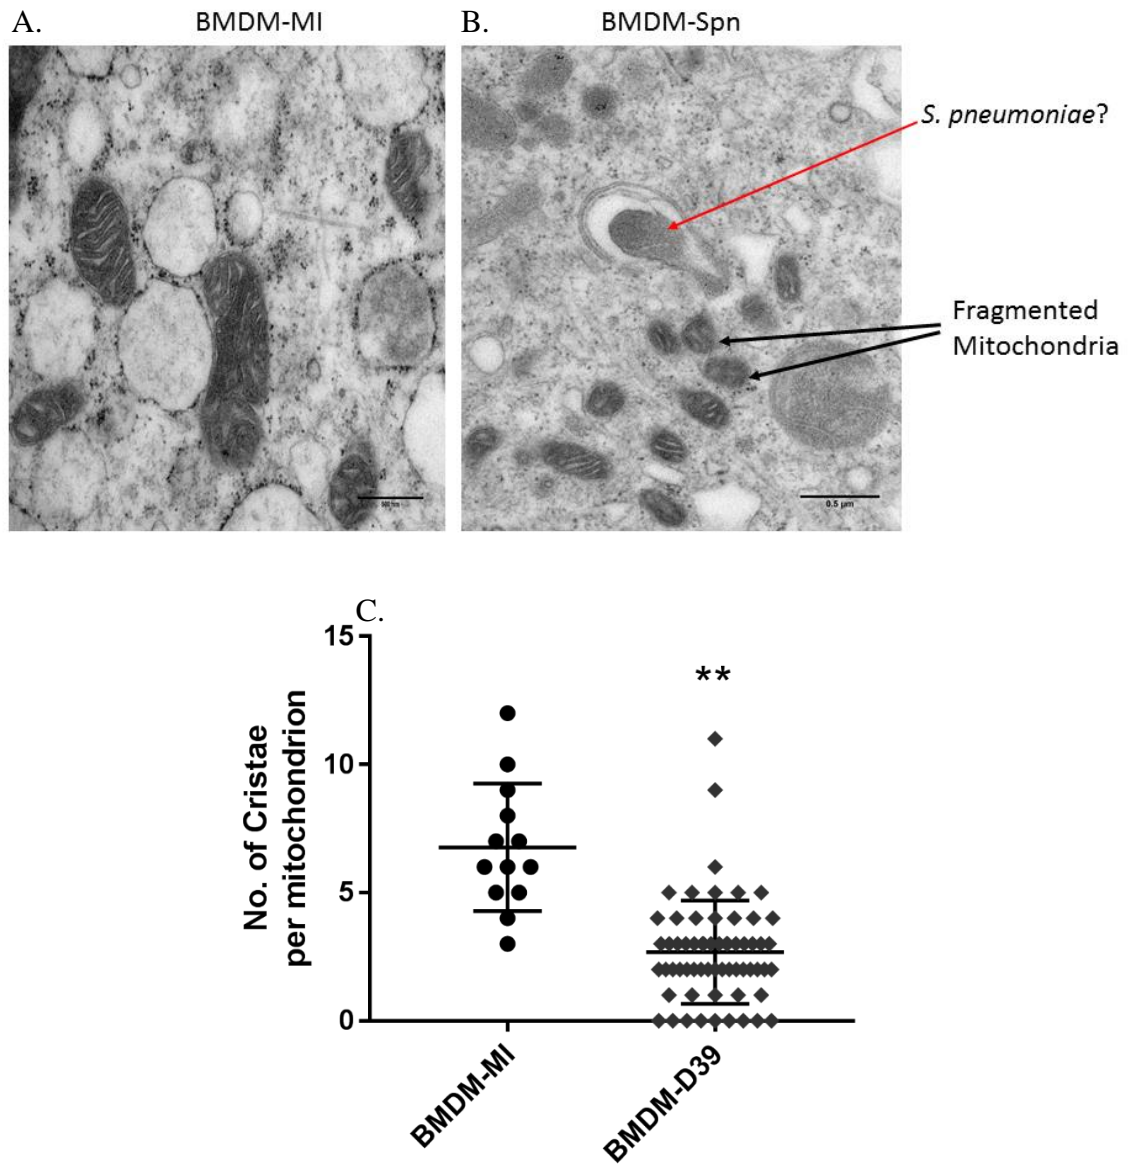 A.
BMDM-MI
B.
BMDM-Spn
S. pneumoniae?
Fragmented
Mitochondria
0.5 µm
C.
15
10
5
0
No. of Cristae
per mitochondrion
**
BMDM-MI
BMDM-D39